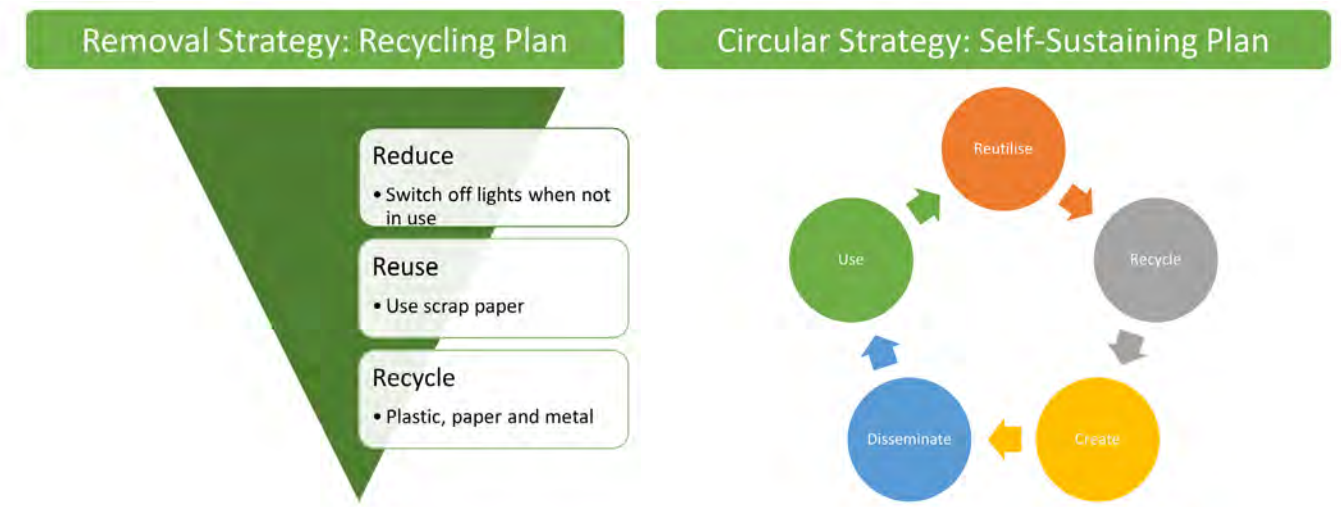 Removal Strategy: Recycling Plan
Reduce
• Switch off lights when not
in use
Reuse
• Use scrap paper
Recycle
• Plastic, paper and metal
Circular Strategy: Self-Sustaining Plan
Reutilise
Recycle
Create
Disseminate
Use